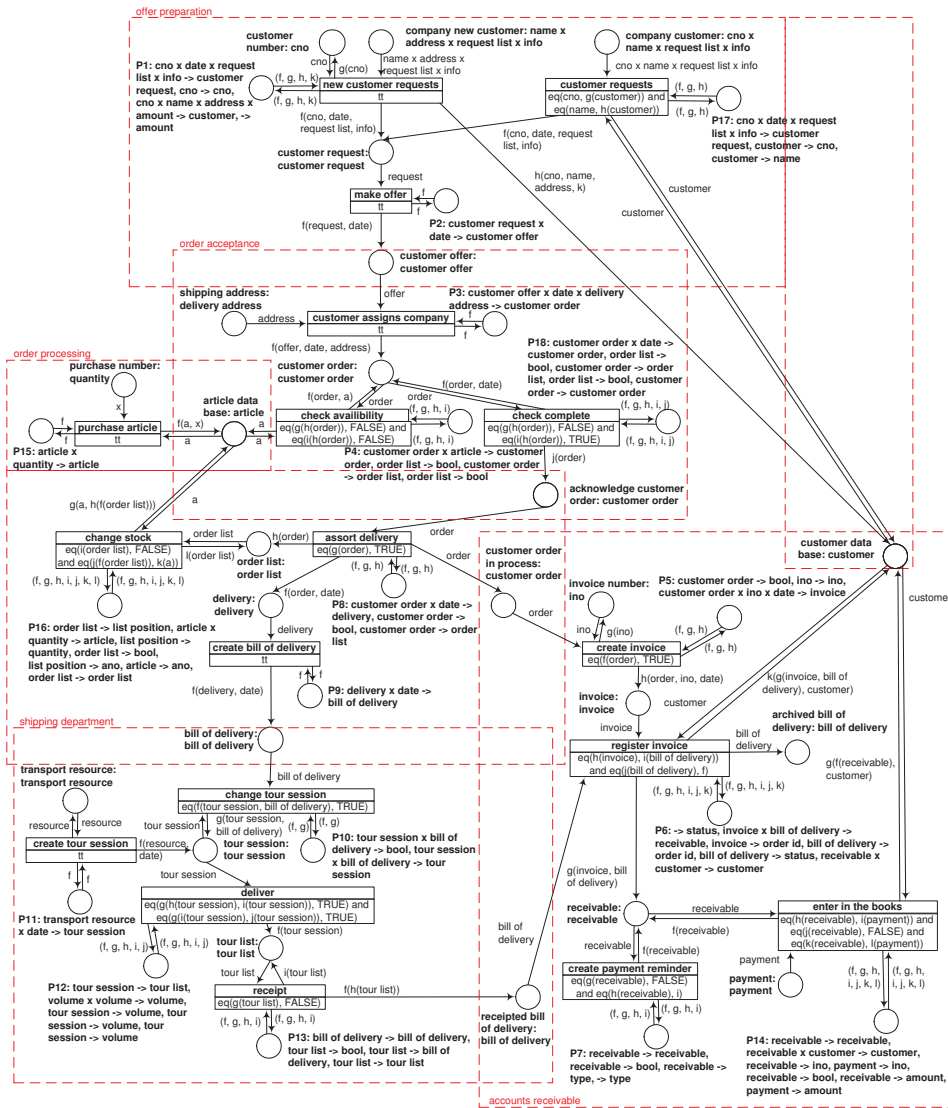 offer preparation
customer
number: cno
company new customer: name x
address x request list x info
company customer: cno x
name x request list x info
P1: cno x date x request
list x info -> customer
request, cno -> cno,
cno x name x address x
amount -> customer, ->
amount
cno
g(cno)
name x address x
request list x info
cno x name x request list x info
(f, g, h, k)
(f, g, h, k)
new customer requests
tt
customer requests
eq(cno, g(customer)) and
eq(name, h(customer))
(f, g, h)
(f, g, h)
P17: cno x date x request
list x info -> customer
request, customer -> cno,
customer -> name
f(cno, date,
request list, info)
f(cno, date, request
list, info)
customer request:
customer request
h(cno, name,
address, k)
customer
customer
request
make offer
tt
f
f
P2: customer request x
date -> customer offer
f(request, date)
order acceptance
customer offer:
customer offer
shipping address:
delivery address
offer
P3: customer offer x date x delivery
address -> customer order
address
customer assigns company
tt
f
f
f(offer, date, address)
P18: customer order x date ->
customer order, order list ->
bool, customer order -> order
list, order list -> bool, customer
order -> customer order
order processing
purchase number:
quantity
customer order:
customer order
x
article data
base: article
f(order, a)
order
f(order, date)
(f, g, h, i)
(f, g, h, i, j)
f
f
purchase article
tt
f(a, x)
a
a
a
check availibility
eq(g(h(order)), FALSE) and
eq(i(h(order)), FALSE)
(f, g, h, i)
check complete
eq(g(h(order)), FALSE) and
eq(i(h(order)), TRUE)
(f, g, h, i, j)
P15: article x
quantity -> article
P4: customer order x article -> customer
order, order list -> bool, customer order
-> order list, order list -> bool
j(order)
g(a, h(f(order list)))
a
acknowledge customer
order: customer order
change stock
eq(i(order list), FALSE)
and eq(j(f(order list)), k(a))
order list
l(order list)
h(order)
assort delivery
eq(g(order), TRUE)
order
order
customer order
in process:
customer order
customer data
base: customer
(f, g, h, i, j, k, l)
(f, g, h, i, j, k, l)
order list:
order list
(f, g, h)
(f, g, h)
f(order, date)
delivery:
delivery
P8: customer order x date ->
delivery, customer order ->
bool, customer order -> order
list
order
invoice number:
ino
P5: customer order -> bool, ino -> ino,
customer order x ino x date -> invoice
custome
P16: order list -> list position, article x
quantity -> article, list position ->
quantity, order list -> bool,
list position -> ano, article -> ano,
order list -> order list
delivery
create bill of delivery
tt
f
f
P9: delivery x date ->
bill of delivery
ino
g(ino)
(f, g, h)
(f, g, h)
create invoice
eq(f(order), TRUE)
h(order, ino, date)
k(g(invoice, bill of
delivery), customer)
f(delivery, date)
invoice:
invoice
customer
shipping department
bill of delivery:
bill of delivery
invoice
archived bill of
delivery: bill of delivery
transport resource:
transport resource
bill of delivery
register invoice
eq(h(invoice), i(bill of delivery))
and eq(j(bill of delivery), f)
bill of
delivery
g(f(receivable),
customer)
change tour session
eq(f(tour session, bill of delivery), TRUE)
(f, g, h, i, j, k)
(f, g, h, i, j, k)
resource
resource
tour session
g(tour session,
bill of delivery)
(f, g)
(f, g)
create tour session
tt
f(resource,
date)
tour session:
tour session
P10: tour session x bill of
delivery -> bool, tour session
x bill of delivery -> tour
session
P6: -> status, invoice x bill of delivery ->
receivable, invoice -> order id, bill of delivery ->
order id, bill of delivery -> status, receivable x
customer -> customer
f
f
tour session
g(invoice, bill
of delivery)
deliver
eq(g(h(tour session), i(tour session)), TRUE) and
eq(g(i(tour session), j(tour session)), TRUE)
P11: transport resource
x date -> tour session
f(tour session)
receivable:
receivable
receivable
f(receivable)
enter in the books
eq(h(receivable), i(payment)) and
eq(j(receivable), FALSE) and
eq(k(receivable), l(payment))
(f, g, h, i, j)
(f, g, h, i, j)
tour list:
tour list
bill of
delivery
receivable
f(receivable)
tour list
i(tour list)
payment
create payment reminder
eq(g(receivable), FALSE)
and eq(h(receivable), i)
payment:
payment
(f, g, h,
i, j, k, l)
(f, g, h,
i, j, k, l)
P12: tour session -> tour list,
volume x volume -> volume,
tour session -> volume, tour
session -> volume, tour
session -> volume
receipt
eq(g(tour list), FALSE)
f(h(tour list))
receipted bill
of delivery:
bill of delivery
(f, g, h, i)
(f, g, h, i)
(f, g, h, i)
(f, g, h, i)
P13: bill of delivery -> bill of delivery,
tour list -> bool, tour list -> bill of
delivery, tour list -> tour list
P7: receivable -> receivable,
receivable -> bool, receivable ->
type, -> type
P14: receivable -> receivable,
receivable x customer -> customer,
receivable -> ino, payment -> ino,
receivable -> bool, receivable -> amount,
payment -> amount
accounts receivable